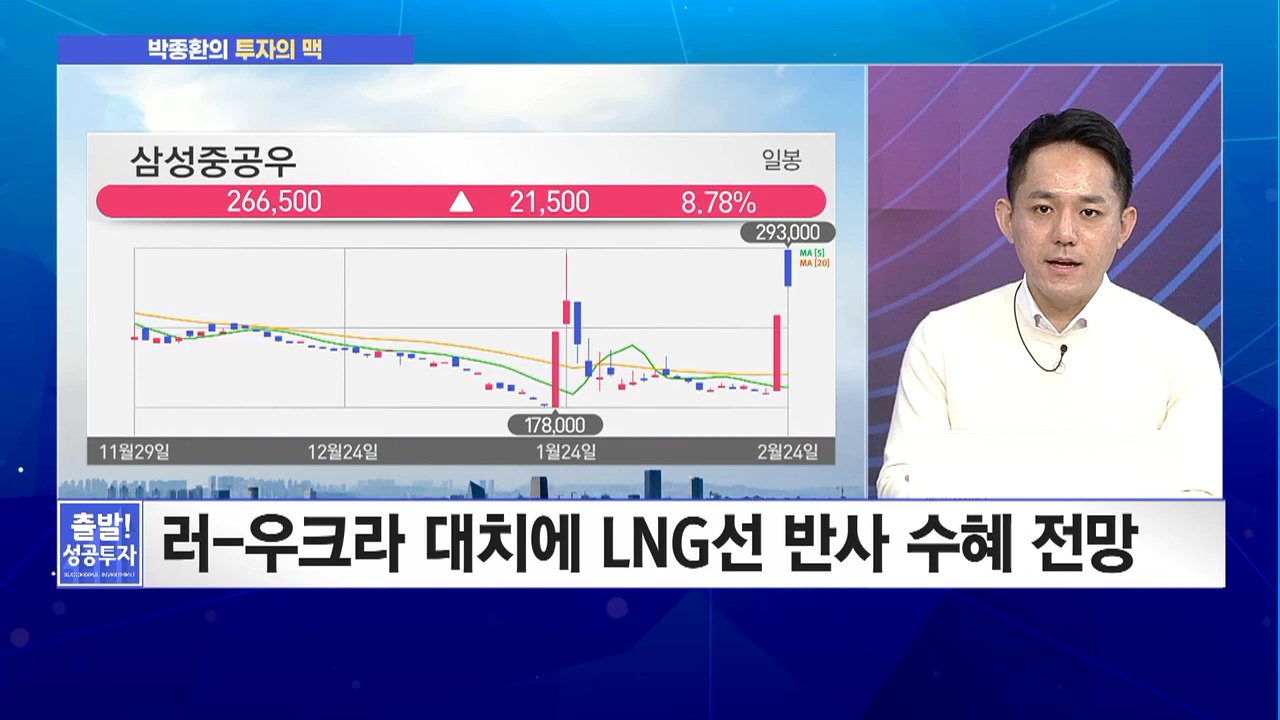 박종환의 투자의 맥
삼성중공우
일봉
266,500 ▲ 21,500 8.78%
293,000
MA [5]
MA [20]
178,000
11월29일 12월24일 1월24일 2월24일
출발!
성공투자
SUCCESSFUL INVESTMENT
러-우크라 대치에 LNG선 반사 수혜 전망